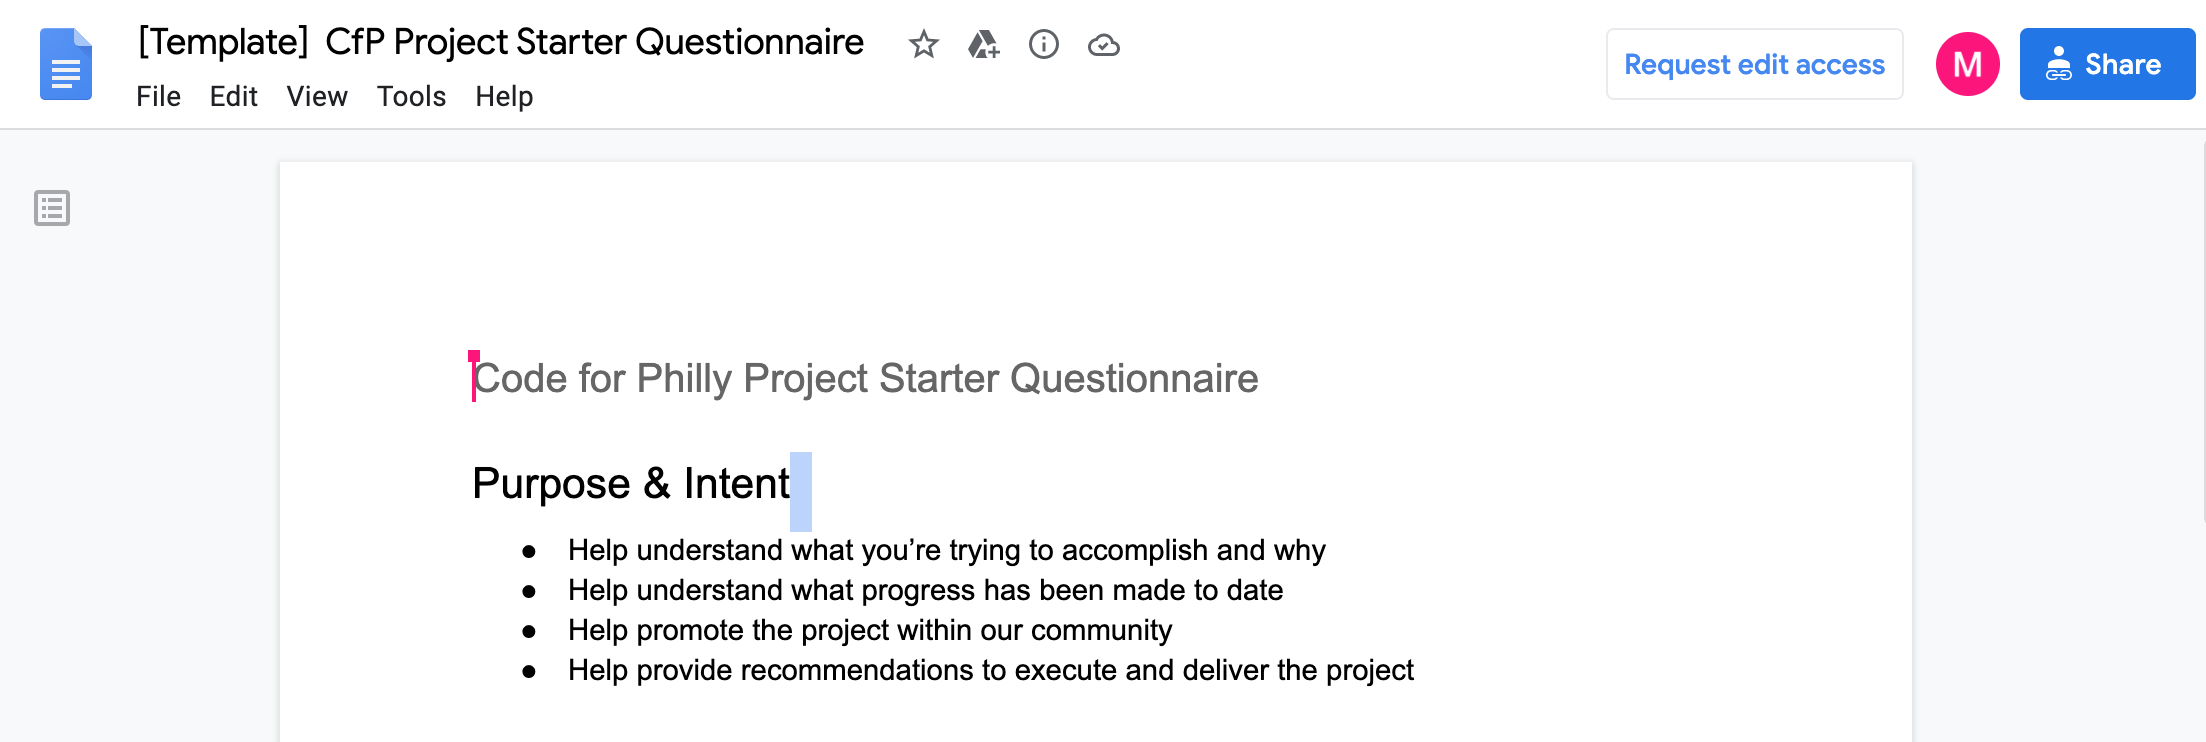 [Template] CfP Project Starter Questionnaire
File Edit View Tools Help
Request edit access
M
Share
Code for Philly Project Starter Questionnaire
Purpose & Intent
● Help understand what you’re trying to accomplish and why
● Help understand what progress has been made to date
● Help promote the project within our community
● Help provide recommendations to execute and deliver the project